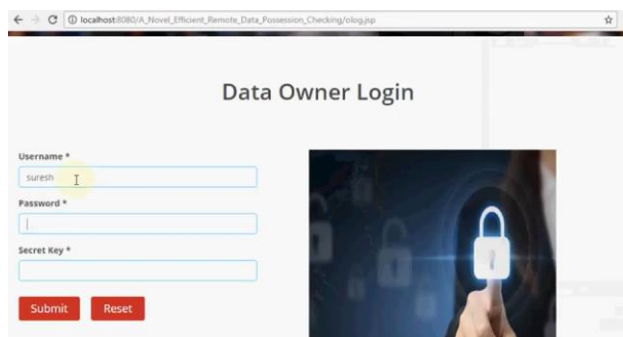 localhost:8080/A_Novel_Efficient_Remote_Data_Possession_Checking/olog.jsp
Data Owner Login
Username *
suresh
Password *
Secret Key *
Submit Reset